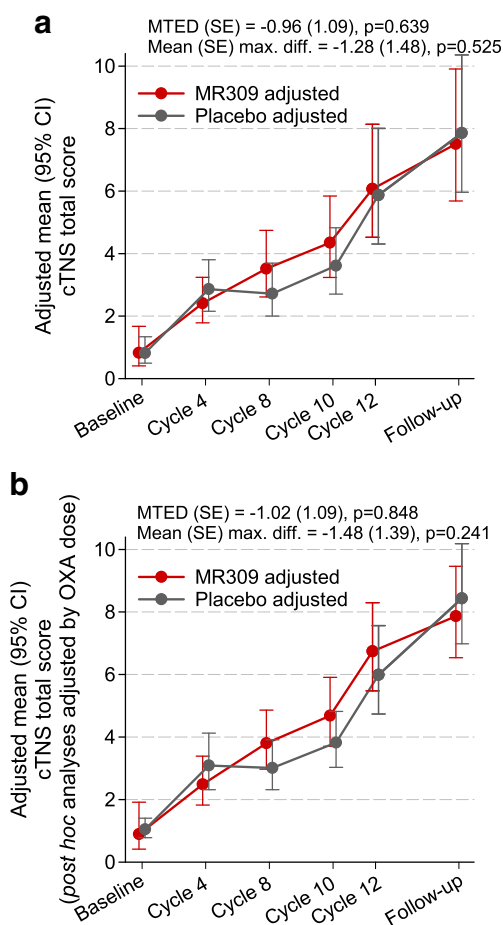 a
MTED (SE) = -0.96 (1.09), p=0.639
Mean (SE) max. diff. = -1.28 (1.48), p=0.525
10
8
6
4
2
0
MR309 adjusted
Placebo adjusted
Adjusted mean (95% CI)
cTNS total score
Baseline
Cycle 4
Cycle 8
Cycle 10
Cycle 12
Follow-up
b
MTED (SE) = -1.02 (1.09), p=0.848
Mean (SE) max. diff. = -1.48 (1.39), p=0.241
10
8
6
4
2
0
MR309 adjusted
Placebo adjusted
Adjusted mean (95% CI)
cTNS total score
(post hoc analyses adjusted by OXA dose)
Baseline
Cycle 4
Cycle 8
Cycle 10
Cycle 12
Follow-up